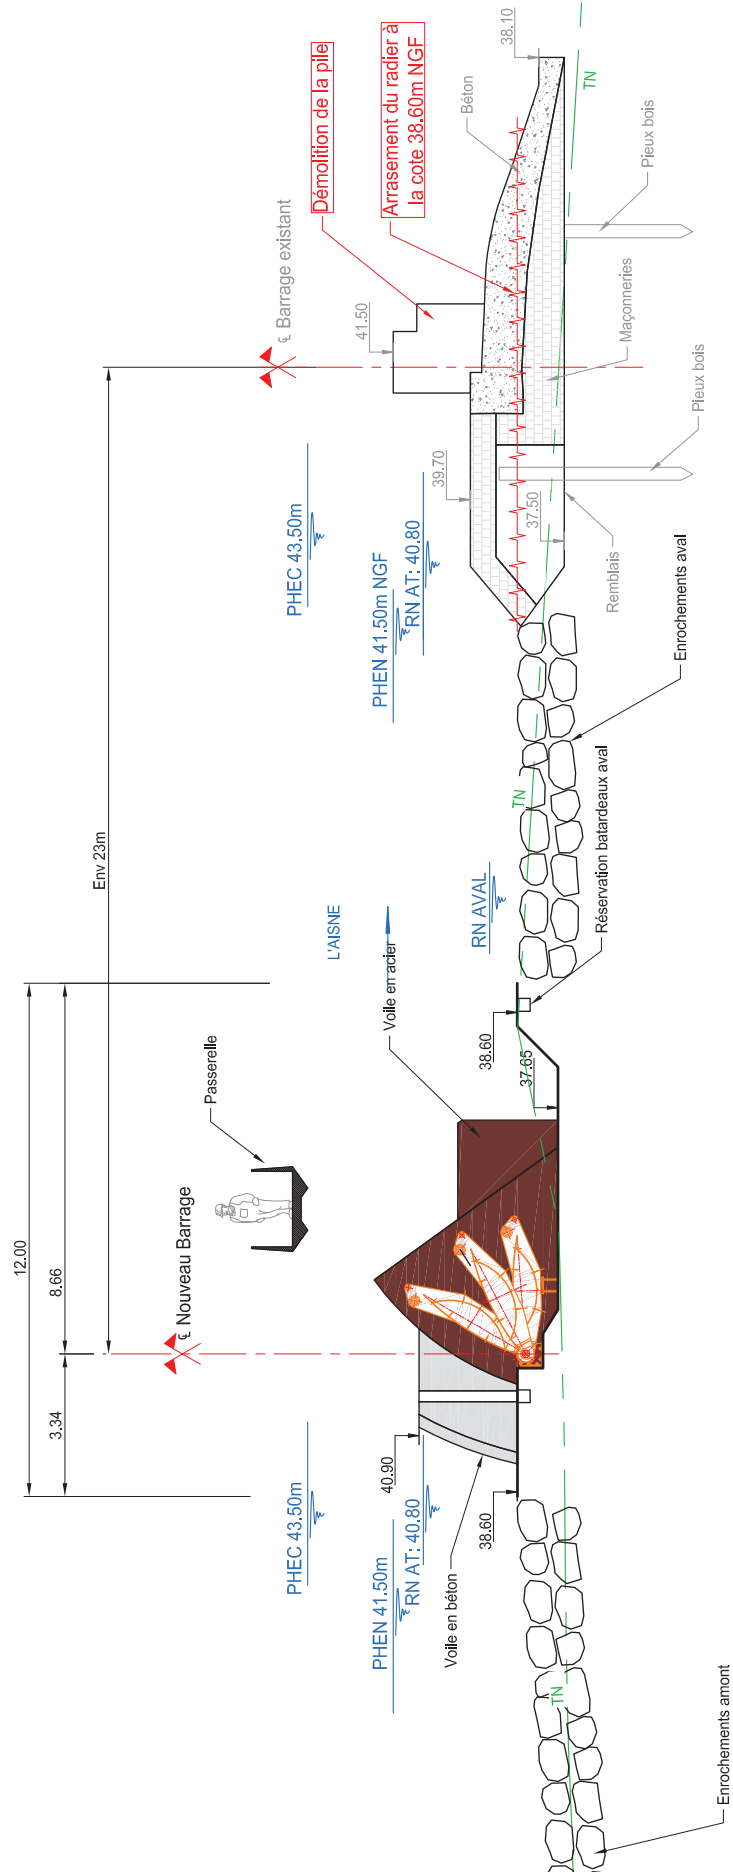 12.00
3.34
8.66
Env 23m
℄ Nouveau Barrage
Passerelle
℄ Barrage existant
Démolition de la pile
Arrasement du radier à
la cote 38.60m NGF
PHEC 43.50m
PHEN 41.50m
RN AT: 40.80
Voile en béton
40.90
38.60
L'AISNE
Voile en acier
RN AVAL
38.60
37.65
PHEC 43.50m
PHEN 41.50m NGF
RN AT: 40.80
41.50
39.70
37.50
38.10
Béton
TN
TN
TN
Réservation batardeaux aval
Enrochements aval
Enrochements amont
Remblais
Maçonneries
Pieux bois
Pieux bois